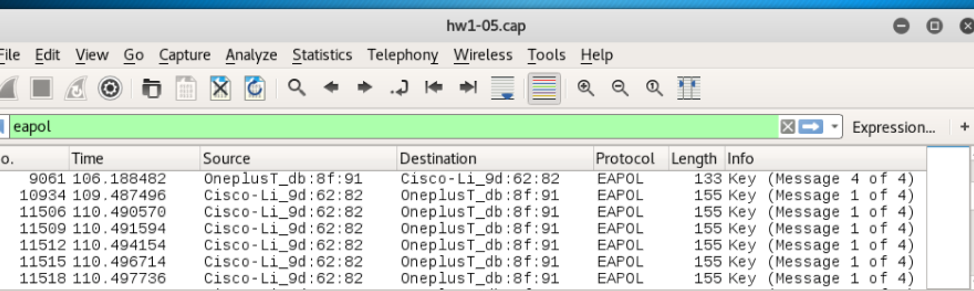 hw1-05.cap
File Edit View Go Capture Analyze Statistics Telephony Wireless Tools Help
eapol Expression... +
o. Time Source Destination Protocol Length Info
9061 106.188482 OneplusT_db:8f:91 Cisco-Li_9d:62:82 EAPOL 133 Key (Message 4 of 4)
10934 109.487496 Cisco-Li_9d:62:82 OneplusT_db:8f:91 EAPOL 155 Key (Message 1 of 4)
11506 110.490570 Cisco-Li_9d:62:82 OneplusT_db:8f:91 EAPOL 155 Key (Message 1 of 4)
11509 110.491594 Cisco-Li_9d:62:82 OneplusT_db:8f:91 EAPOL 155 Key (Message 1 of 4)
11512 110.494154 Cisco-Li_9d:62:82 OneplusT_db:8f:91 EAPOL 155 Key (Message 1 of 4)
11515 110.496714 Cisco-Li_9d:62:82 OneplusT_db:8f:91 EAPOL 155 Key (Message 1 of 4)
11518 110.497736 Cisco-Li_9d:62:82 OneplusT_db:8f:91 EAPOL 155 Key (Message 1 of 4)